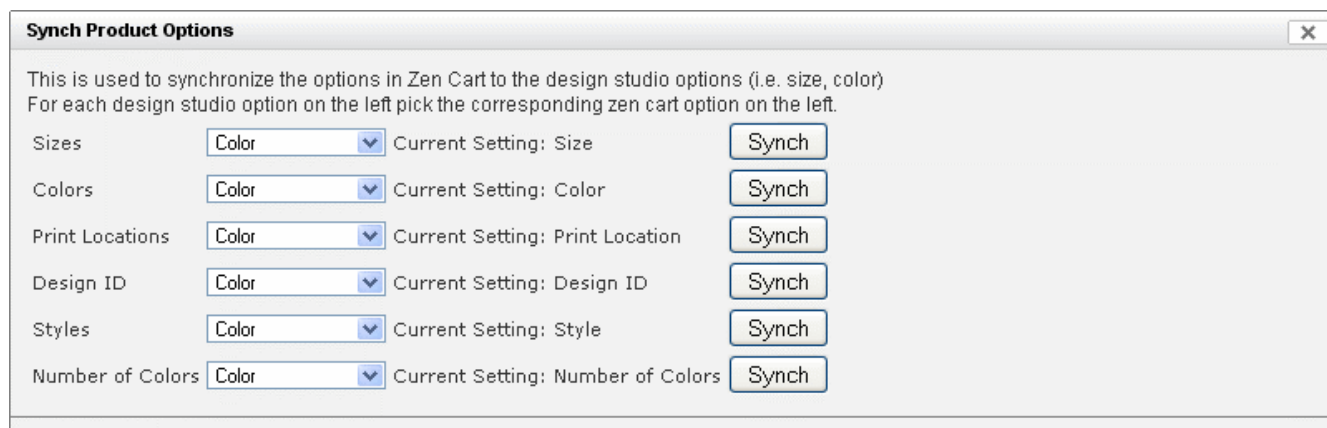 Synch Product Options
This is used to synchronize the options in Zen Cart to the design studio options (i.e. size, color)
For each design studio option on the left pick the corresponding zen cart option on the left.
Sizes Color Current Setting: Size Synch
Colors Color Current Setting: Color Synch
Print Locations Color Current Setting: Print Location Synch
Design ID Color Current Setting: Design ID Synch
Styles Color Current Setting: Style Synch
Number of Colors Color Current Setting: Number of Colors Synch